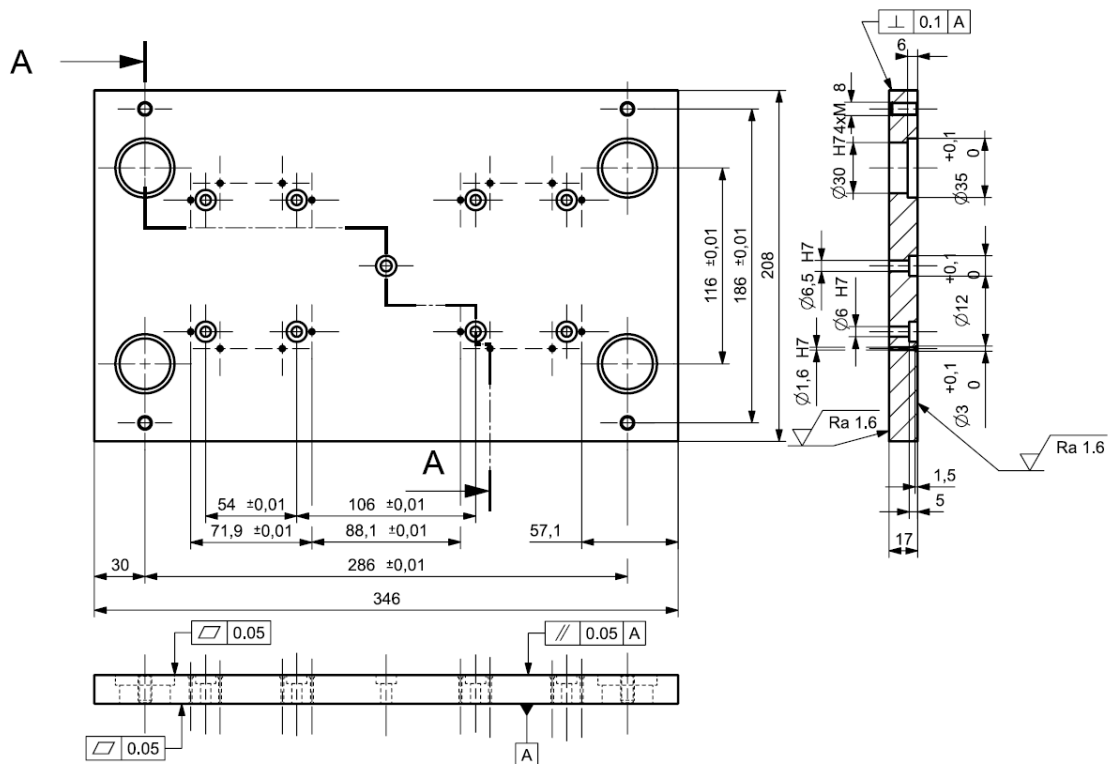 A
⊥ 0.1 A
6
4xM 8
Ø30 H7
Ø35 +0,1 0
Ø6,5 H7
Ø12 +0,1 0
Ø6 H7
Ø1,6 H7
Ø3 +0,1 0
116 ±0,01
186 ±0,01
208
Ra 1.6
Ra 1.6
A
1,5
5
17
54 ±0,01
106 ±0,01
71,9 ±0,01
88,1 ±0,01
57,1
30
286 ±0,01
346
⏥ 0.05
// 0.05 A
⏥ 0.05
A